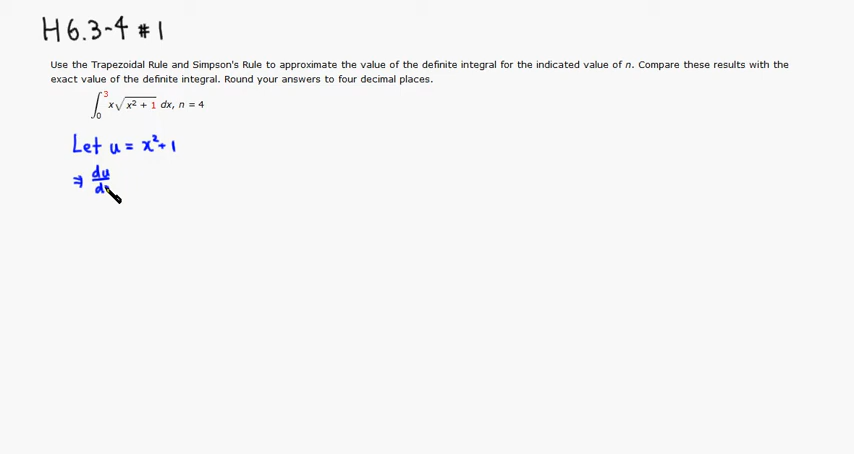 H 6.3-4 # 1
Use the Trapezoidal Rule and Simpson's Rule to approximate the value of the definite integral for the indicated value of n. Compare these results with the
exact value of the definite integral. Round your answers to four decimal places.
∫₀³ x√(x² + 1) dx, n = 4
Let u = x² + 1
⇒ du/d